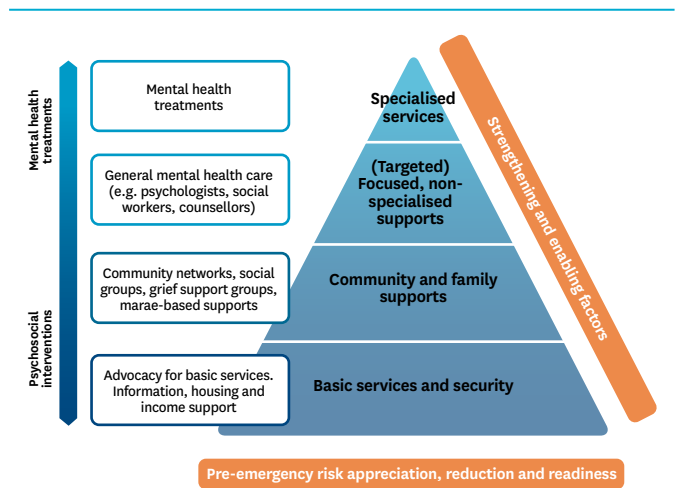 Mental health
treatments
Psychosocial
interventions
Mental health
treatments
General mental health care
(e.g. psychologists, social
workers, counsellors)
Community networks, social
groups, grief support groups,
marae-based supports
Advocacy for basic services.
Information, housing and
income support
Specialised
services
(Targeted)
Focused, non-
specialised
supports
Community and family
supports
Basic services and security
Strengthening and enabling factors
Pre-emergency risk appreciation, reduction and readiness